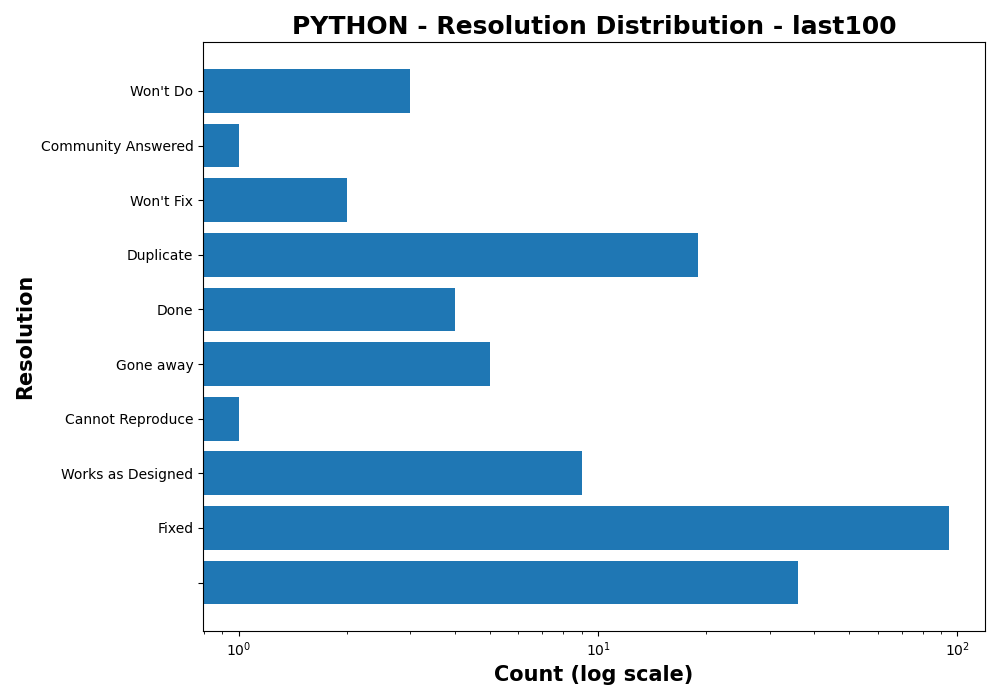 PYTHON - Resolution Distribution - last100
Won't Do
Community Answered
Won't Fix
Duplicate
Done
Gone away
Cannot Reproduce
Works as Designed
Fixed
Resolution
10⁰ 10¹ 10²
Count (log scale)